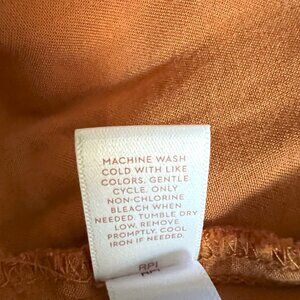 MACHINE WASH
COLD WITH LIKE
COLORS, GENTLE
CYCLE. ONLY
NON-CHLORINE
BLEACH WHEN
NEEDED. TUMBLE DRY
LOW, REMOVE
PROMPTLY, COOL
IRON IF NEEDED.
RPI